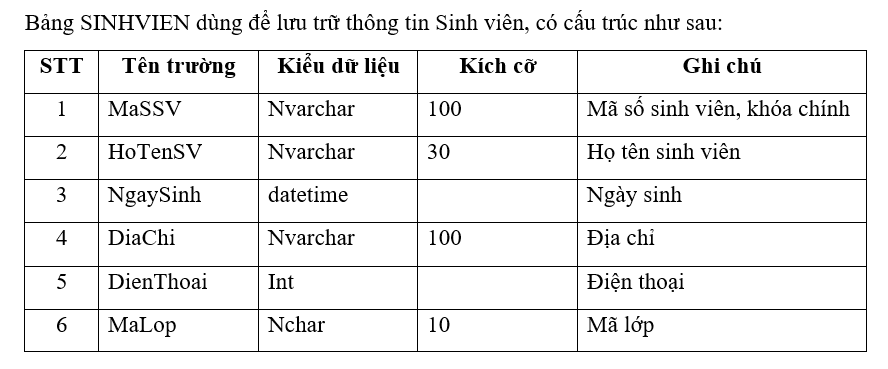 Bảng SINHVIEN dùng để lưu trữ thông tin Sinh viên, có cấu trúc như sau:
STT Tên trường Kiểu dữ liệu Kích cỡ Ghi chú
1 MaSSV Nvarchar 100 Mã số sinh viên, khóa chính
2 HoTenSV Nvarchar 30 Họ tên sinh viên
3 NgaySinh datetime Ngày sinh
4 DiaChi Nvarchar 100 Địa chỉ
5 DienThoai Int Điện thoại
6 MaLop Nchar 10 Mã lớp